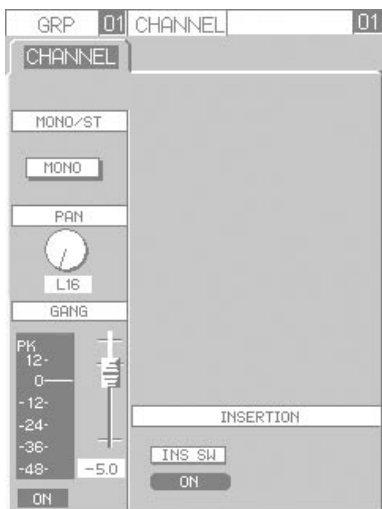 GRP 01 CHANNEL 01
CHANNEL
MONO/ST
MONO
PAN
L16
GANG
PK
12-
0
-12-
-24-
-36-
-48-
-5.0
ON
INSERTION
INS SW
ON